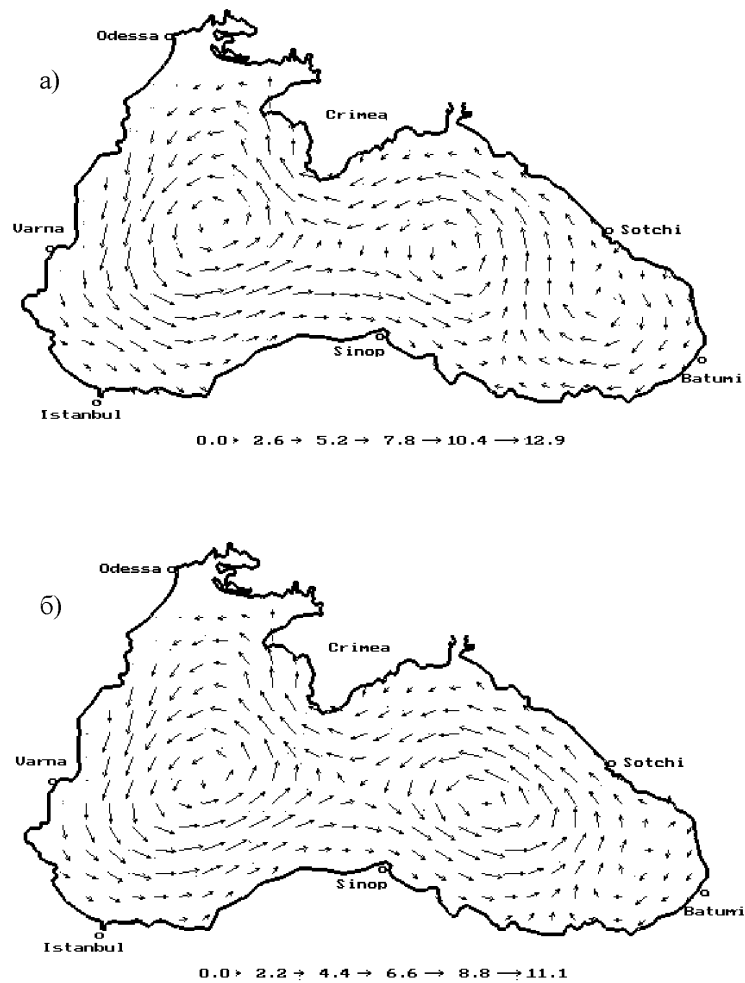 Odessa
a)
Crimea
Varna
Sotchi
Sinop
Batumi
Istanbul
0.0 2.6 → 5.2 → 7.8 → 10.4 → 12.9
Odessa
б)
Crimea
Varna
Sotchi
Sinop
Batumi
Istanbul
0.0 2.2 → 4.4 → 6.6 → 8.8 → 11.1